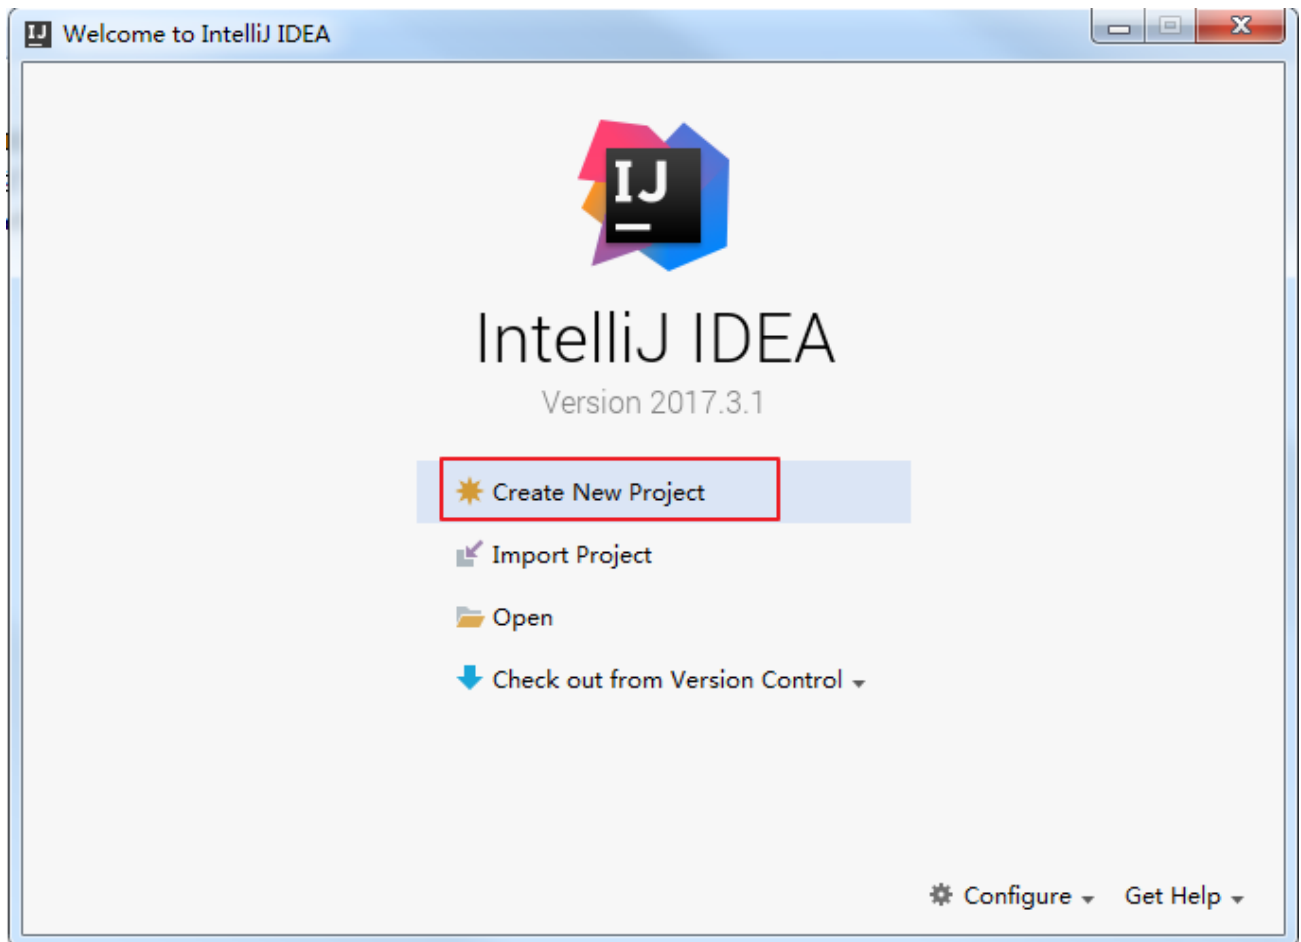 Welcome to IntelliJ IDEA
IJ
IntelliJ IDEA
Version 2017.3.1
Create New Project
Import Project
Open
Check out from Version Control
Configure Get Help